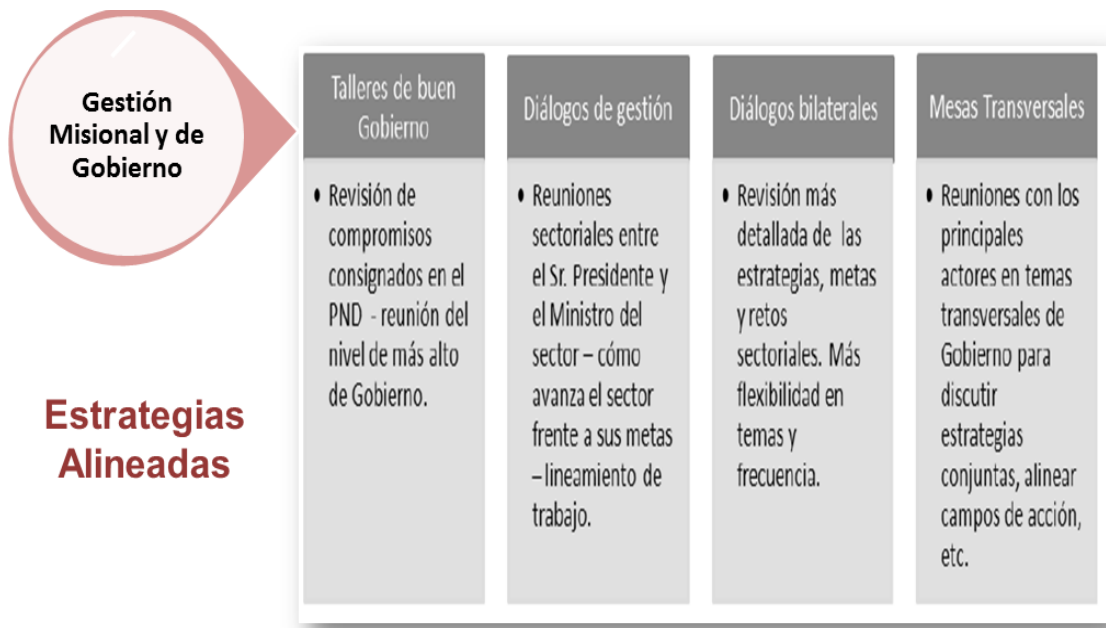 Gestión
Misional y de
Gobierno
Estrategias
Alineadas
Talleres de buen
Gobierno
• Revisión de
compromisos
consignados en el
PND - reunión del
nivel de más alto
de Gobierno.
Diálogos de gestión
• Reuniones
sectoriales entre
el Sr. Presidente y
el Ministro del
sector – cómo
avanza el sector
frente a sus metas
– lineamiento de
trabajo.
Diálogos bilaterales
• Revisión más
detallada de las
estrategias, metas
y retos
sectoriales. Más
flexibilidad en
temas y
frecuencia.
Mesas Transversales
• Reuniones con los
principales
actores en temas
transversales de
Gobierno para
discutir
estrategias
conjuntas, alinear
campos de acción,
etc.